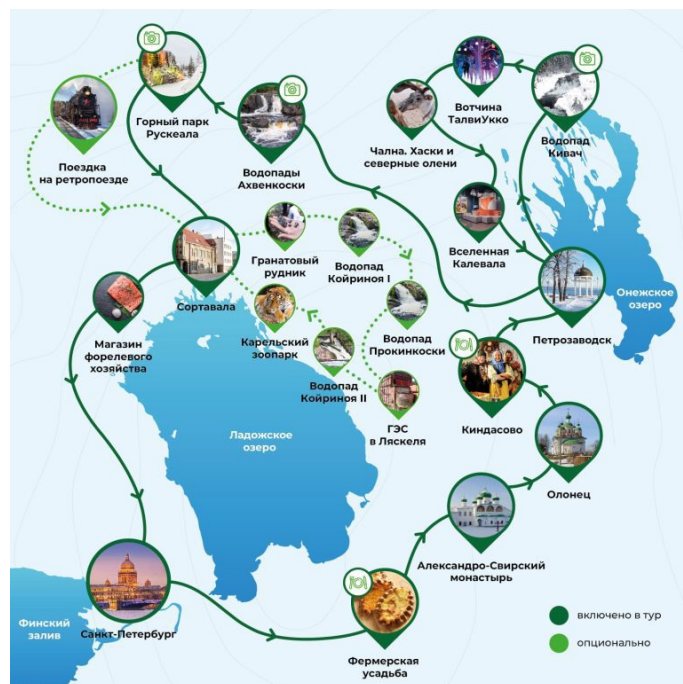 Горный парк
Рускеала
Поездка
на ретропоезде
Водопады
Ахвенкоски
Чална. Хаски и
северные олени
Вотчина
ТалвиУкко
Водопад
Кивач
Вселенная
Калевала
Гранатовый
рудник
Водопад
Койриноя I
Сортавала
Магазин
форелевого
хозяйства
Карельский
зоопарк
Водопад
Прокинкоски
Водопад
Койриноя II
ГЭС
в Ляскеля
Онежское
озеро
Петрозаводск
Киндасово
Ладожское
озеро
Олонец
Александро-Свирский
монастырь
Финский
залив
Санкт-Петербург
Фермерская
усадьба
включено в тур
опционально